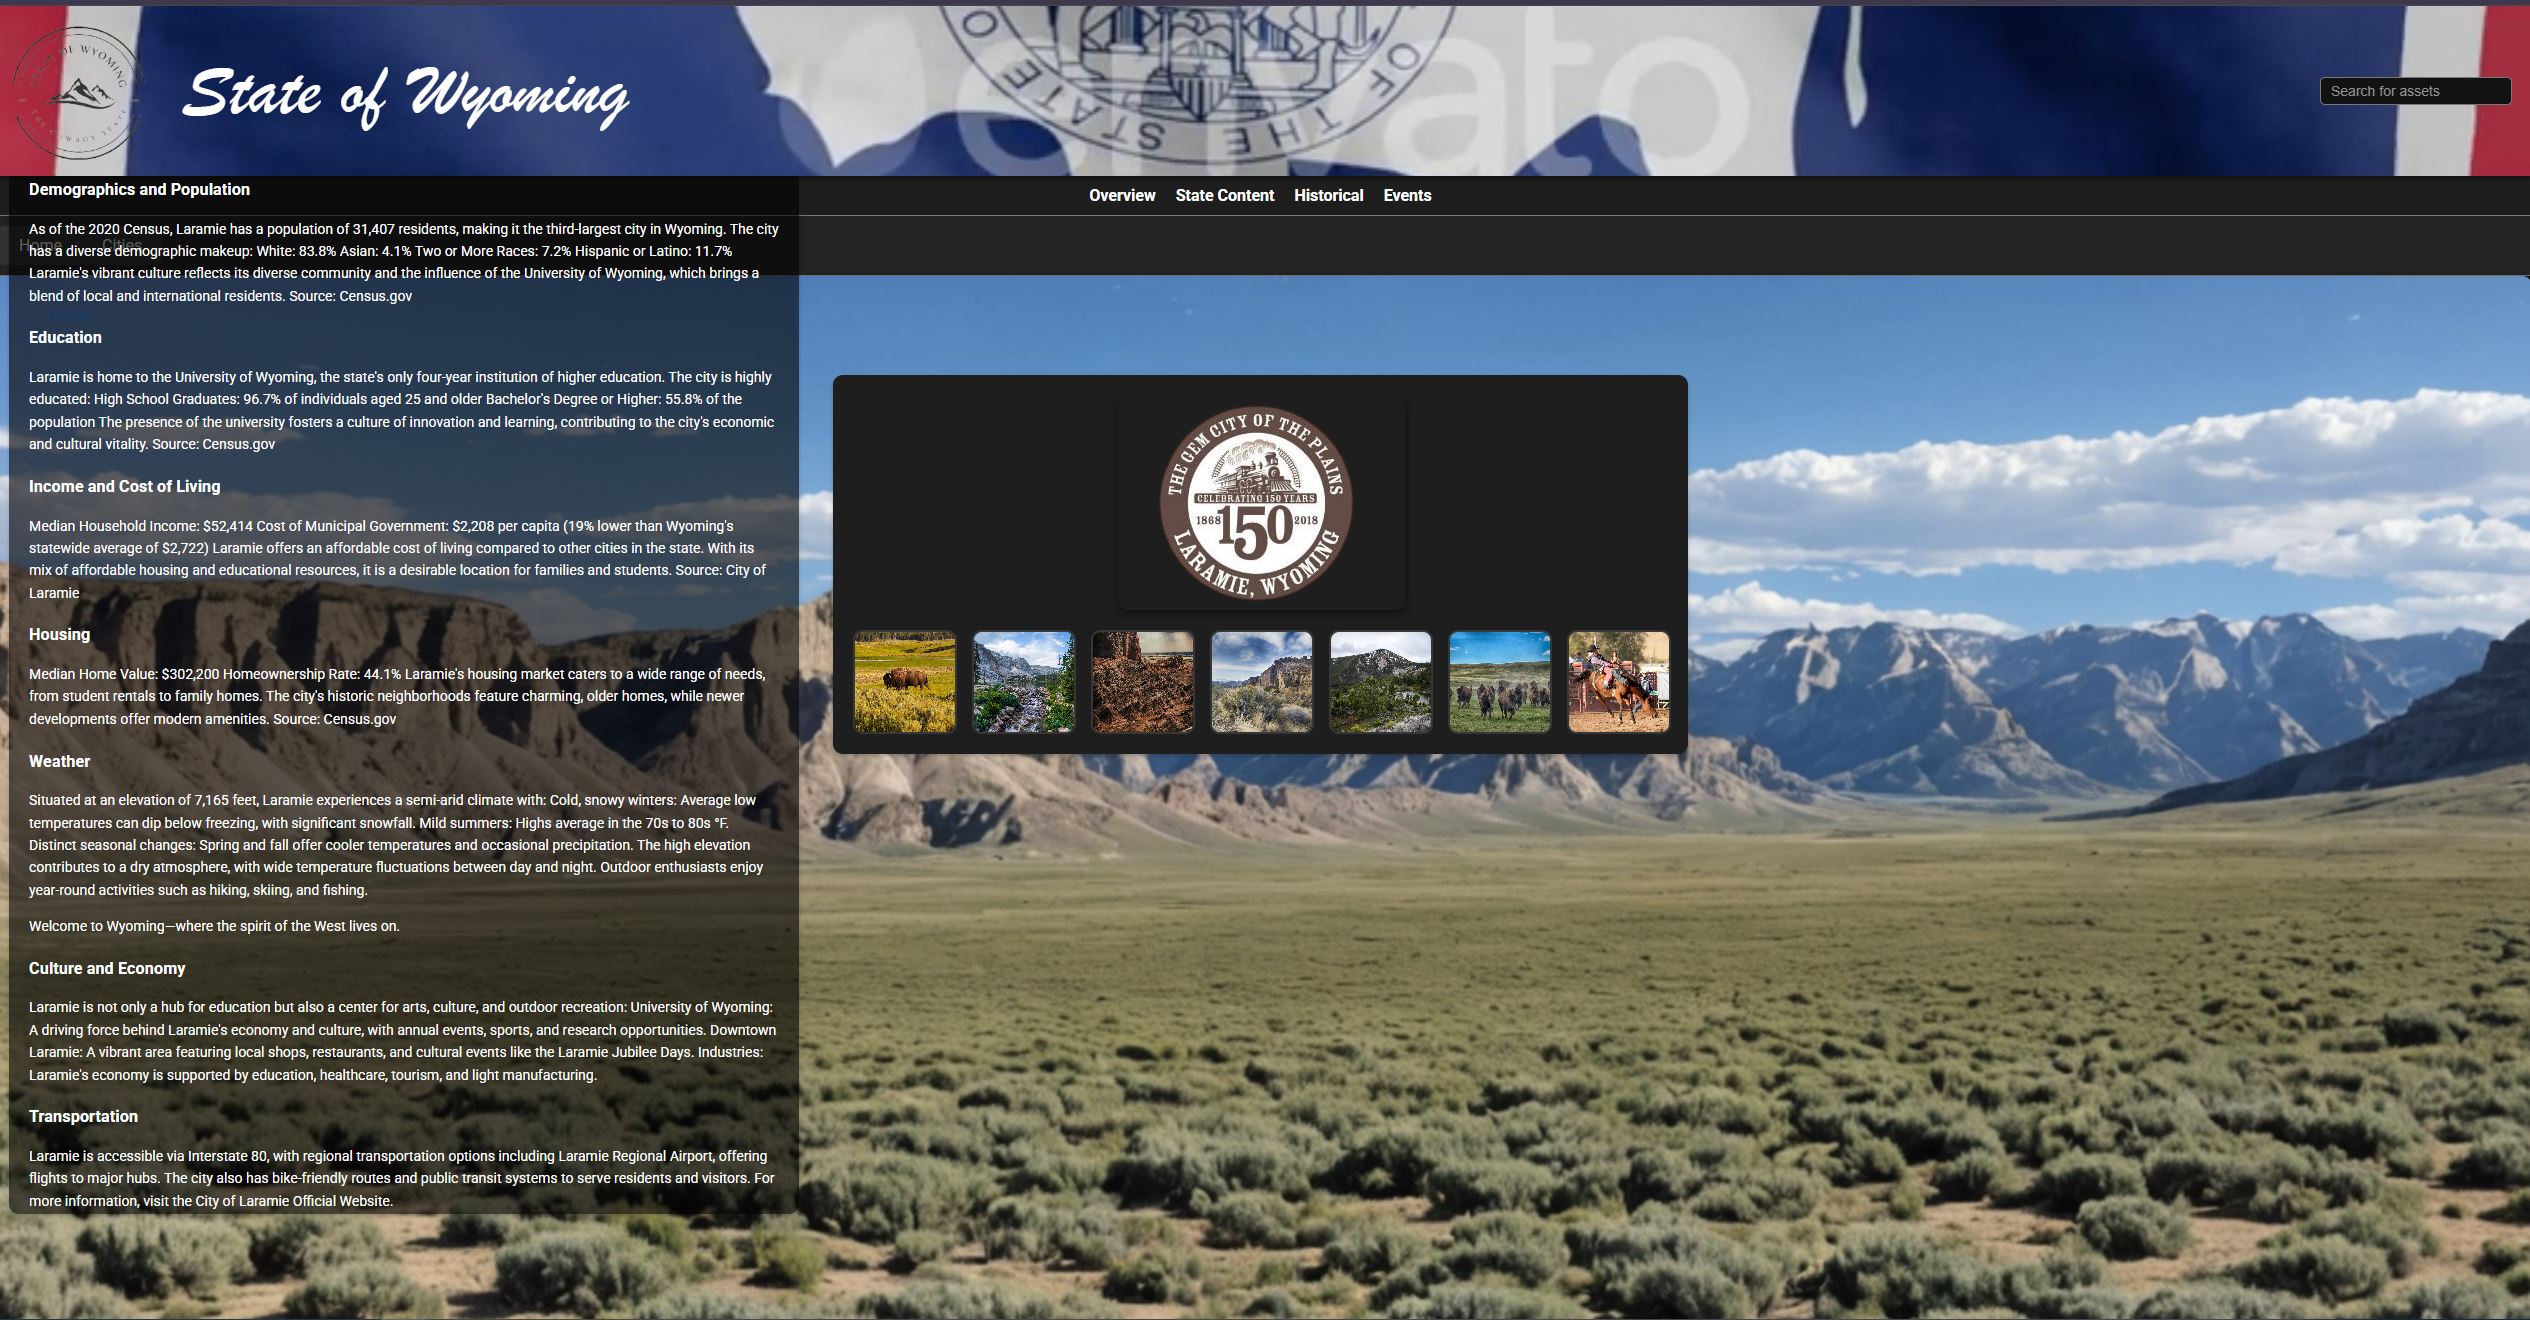 State of Wyoming
STATE OF WYOMING
THE COWBOY STATE
OF THE STATE
Search for assets
Overview State Content Historical Events
Home Cities
Demographics and Population
As of the 2020 Census, Laramie has a population of 31,407 residents, making it the third-largest city in Wyoming. The city
has a diverse demographic makeup: White: 83.8% Asian: 4.1% Two or More Races: 7.2% Hispanic or Latino: 11.7%
Laramie's vibrant culture reflects its diverse community and the influence of the University of Wyoming, which brings a
blend of local and international residents. Source: Census.gov
Education
Laramie is home to the University of Wyoming, the state's only four-year institution of higher education. The city is highly
educated: High School Graduates: 96.7% of individuals aged 25 and older Bachelor's Degree or Higher: 55.8% of the
population The presence of the university fosters a culture of innovation and learning, contributing to the city's economic
and cultural vitality. Source: Census.gov
Income and Cost of Living
Median Household Income: $52,414 Cost of Municipal Government: $2,208 per capita (19% lower than Wyoming's
statewide average of $2,722) Laramie offers an affordable cost of living compared to other cities in the state. With its
mix of affordable housing and educational resources, it is a desirable location for families and students. Source: City of
Laramie
Housing
Median Home Value: $302,200 Homeownership Rate: 44.1% Laramie's housing market caters to a wide range of needs,
from student rentals to family homes. The city's historic neighborhoods feature charming, older homes, while newer
developments offer modern amenities. Source: Census.gov
Weather
Situated at an elevation of 7,165 feet, Laramie experiences a semi-arid climate with: Cold, snowy winters: Average low
temperatures can dip below freezing, with significant snowfall. Mild summers: Highs average in the 70s to 80s °F.
Distinct seasonal changes: Spring and fall offer cooler temperatures and occasional precipitation. The high elevation
contributes to a dry atmosphere, with wide temperature fluctuations between day and night. Outdoor enthusiasts enjoy
year-round activities such as hiking, skiing, and fishing.
Welcome to Wyoming—where the spirit of the West lives on.
Culture and Economy
Laramie is not only a hub for education but also a center for arts, culture, and outdoor recreation: University of Wyoming:
A driving force behind Laramie's economy and culture, with annual events, sports, and research opportunities. Downtown
Laramie: A vibrant area featuring local shops, restaurants, and cultural events like the Laramie Jubilee Days. Industries:
Laramie's economy is supported by education, healthcare, tourism, and light manufacturing.
Transportation
Laramie is accessible via Interstate 80, with regional transportation options including Laramie Regional Airport, offering
flights to major hubs. The city also has bike-friendly routes and public transit systems to serve residents and visitors. For
more information, visit the City of Laramie Official Website.
THE GEM CITY OF THE PLAINS
CELEBRATING 150 YEARS
1868 150 2018
LARAMIE, WYOMING